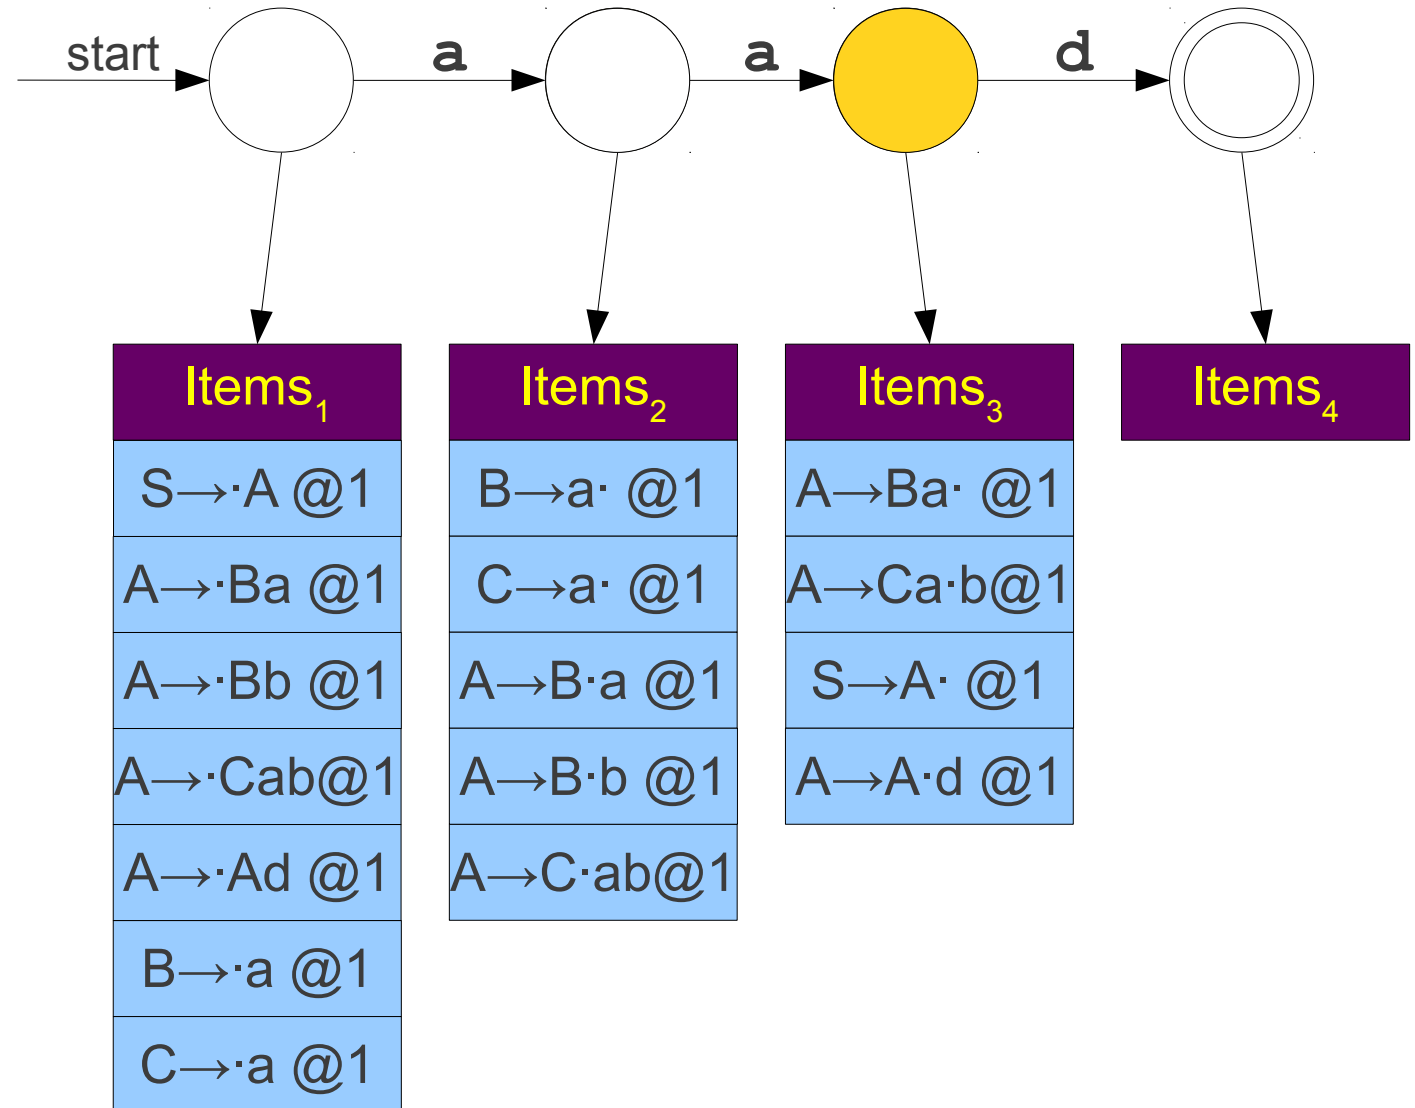 start a a d
Items1 Items2 Items3 Items4
S→·A @1 B→a· @1 A→Ba· @1
A→·Ba @1 C→a· @1 A→Ca·b@1
A→·Bb @1 A→B·a @1 S→A· @1
A→·Cab@1 A→B·b @1 A→A·d @1
A→·Ad @1 A→C·ab@1
B→·a @1
C→·a @1